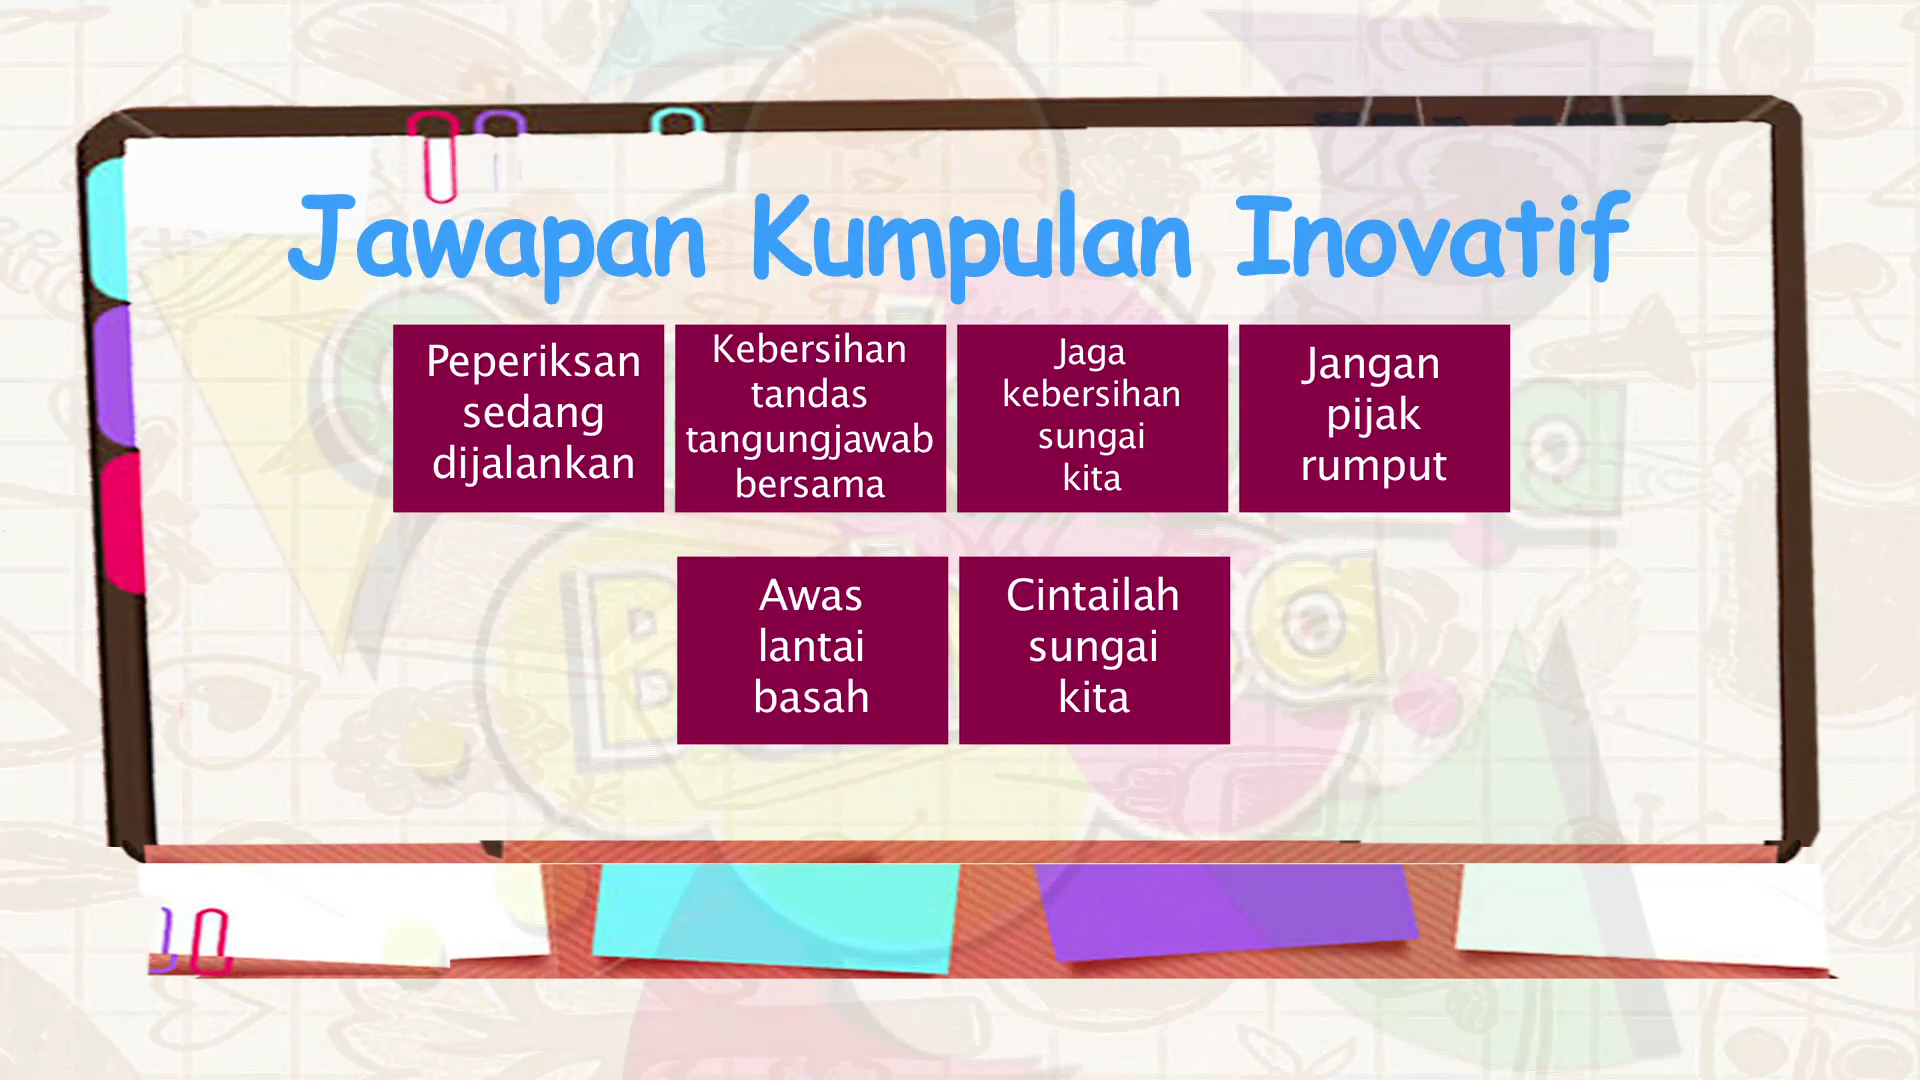 Jawapan Kumpulan Inovatif
Peperiksan
sedang
dijalankan
Kebersihan
tandas
tangungjawab
bersama
Jaga
kebersihan
sungai
kita
Jangan
pijak
rumput
Awas
lantai
basah
Cintailah
sungai
kita